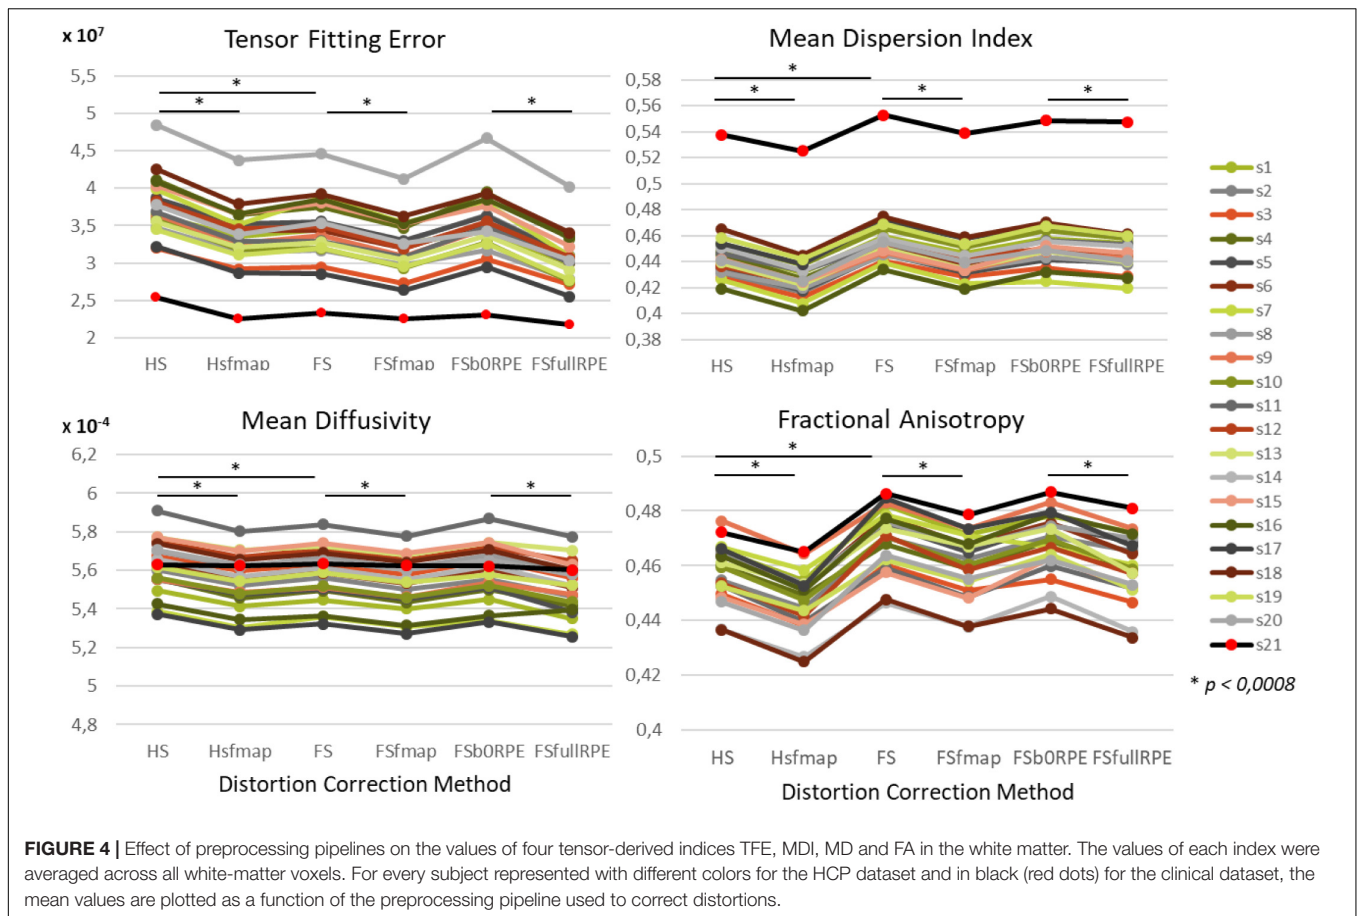 x 10⁷
Tensor Fitting Error
5,5
5
4,5
4
3,5
3
2,5
2
* * * *
HS Hsfmap FS FSfmap FSb0RPE FSfullRPE
Mean Dispersion Index
0,58
0,56
0,54
0,52
0,5
0,48
0,46
0,44
0,42
0,4
0,38
* * * *
HS Hsfmap FS FSfmap FSb0RPE FSfullRPE
x 10⁻⁴
Mean Diffusivity
6,2
6
5,8
5,6
5,4
5,2
5
4,8
* * * *
HS Hsfmap FS FSfmap FSb0RPE FSfullRPE
Distortion Correction Method
Fractional Anisotropy
0,5
0,48
0,46
0,44
0,42
0,4
* * * *
HS Hsfmap FS FSfmap FSb0RPE FSfullRPE
Distortion Correction Method
s1
s2
s3
s4
s5
s6
s7
s8
s9
s10
s11
s12
s13
s14
s15
s16
s17
s18
s19
s20
s21
* p < 0,0008
FIGURE 4 | Effect of preprocessing pipelines on the values of four tensor-derived indices TFE, MDI, MD and FA in the white matter. The values of each index were
averaged across all white-matter voxels. For every subject represented with different colors for the HCP dataset and in black (red dots) for the clinical dataset, the
mean values are plotted as a function of the preprocessing pipeline used to correct distortions.